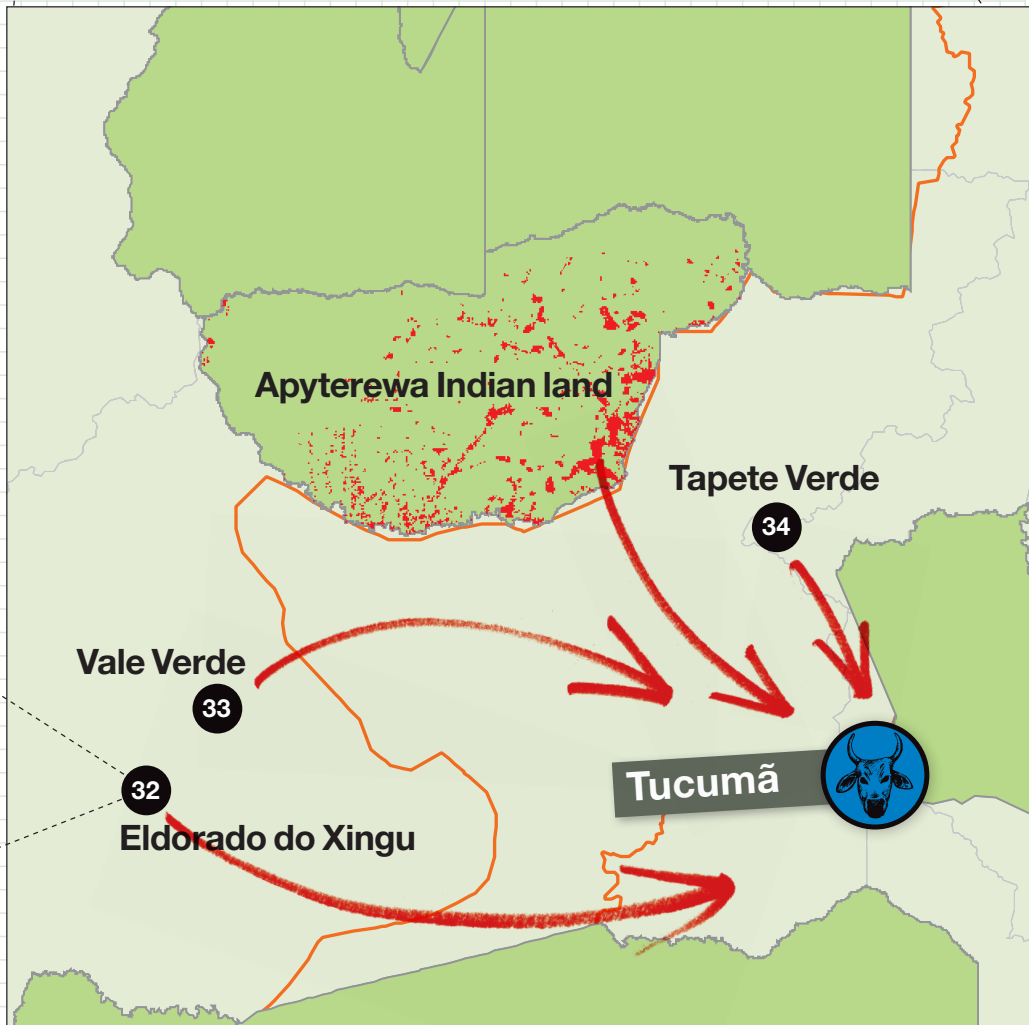 Apyterewa Indian land
Tapete Verde
34
Vale Verde
33
Tucumã
32
Eldorado do Xingu